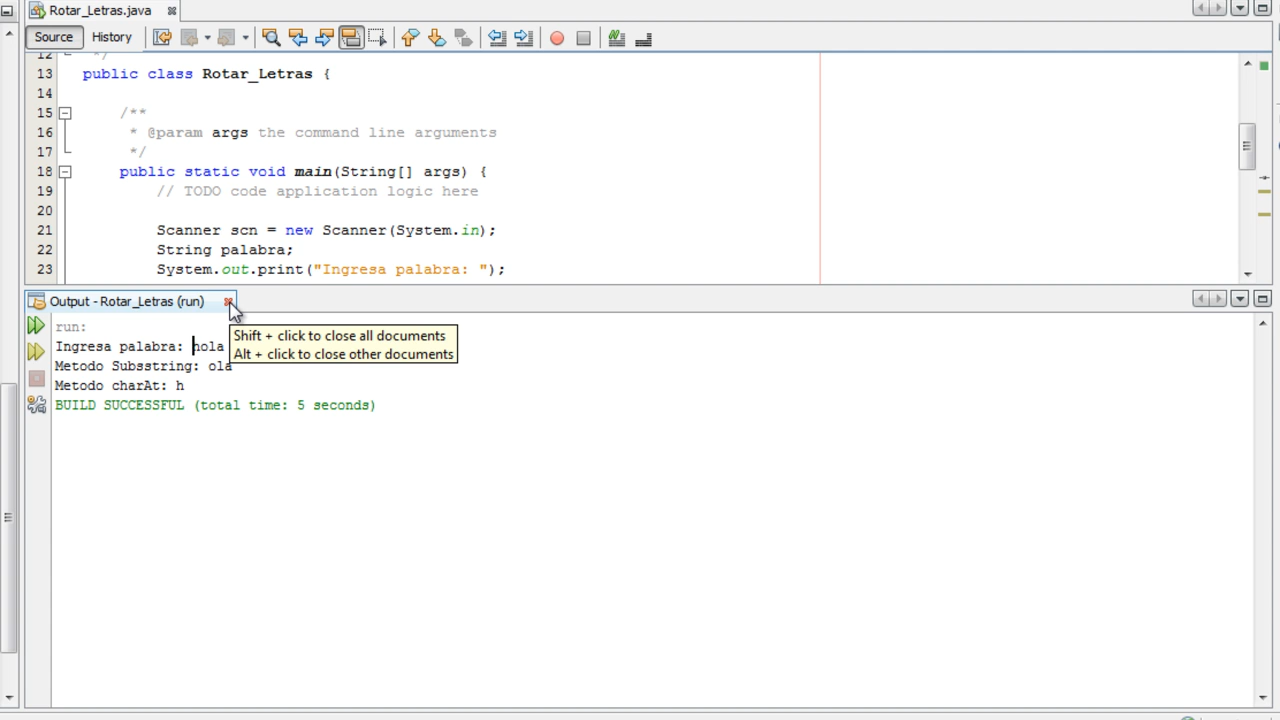 Rotar_Letras.java
Source History
12 */
13 public class Rotar_Letras {
14
15 /**
16 * @param args the command line arguments
17 */
18 public static void main(String[] args) {
19 // TODO code application logic here
20
21 Scanner scn = new Scanner(System.in);
22 String palabra;
23 System.out.print("Ingresa palabra: ");
Output - Rotar_Letras (run)
run:
Ingresa palabra: hola
Metodo Subsstring: ola
Metodo charAt: h
BUILD SUCCESSFUL (total time: 5 seconds)
Shift + click to close all documents
Alt + click to close other documents